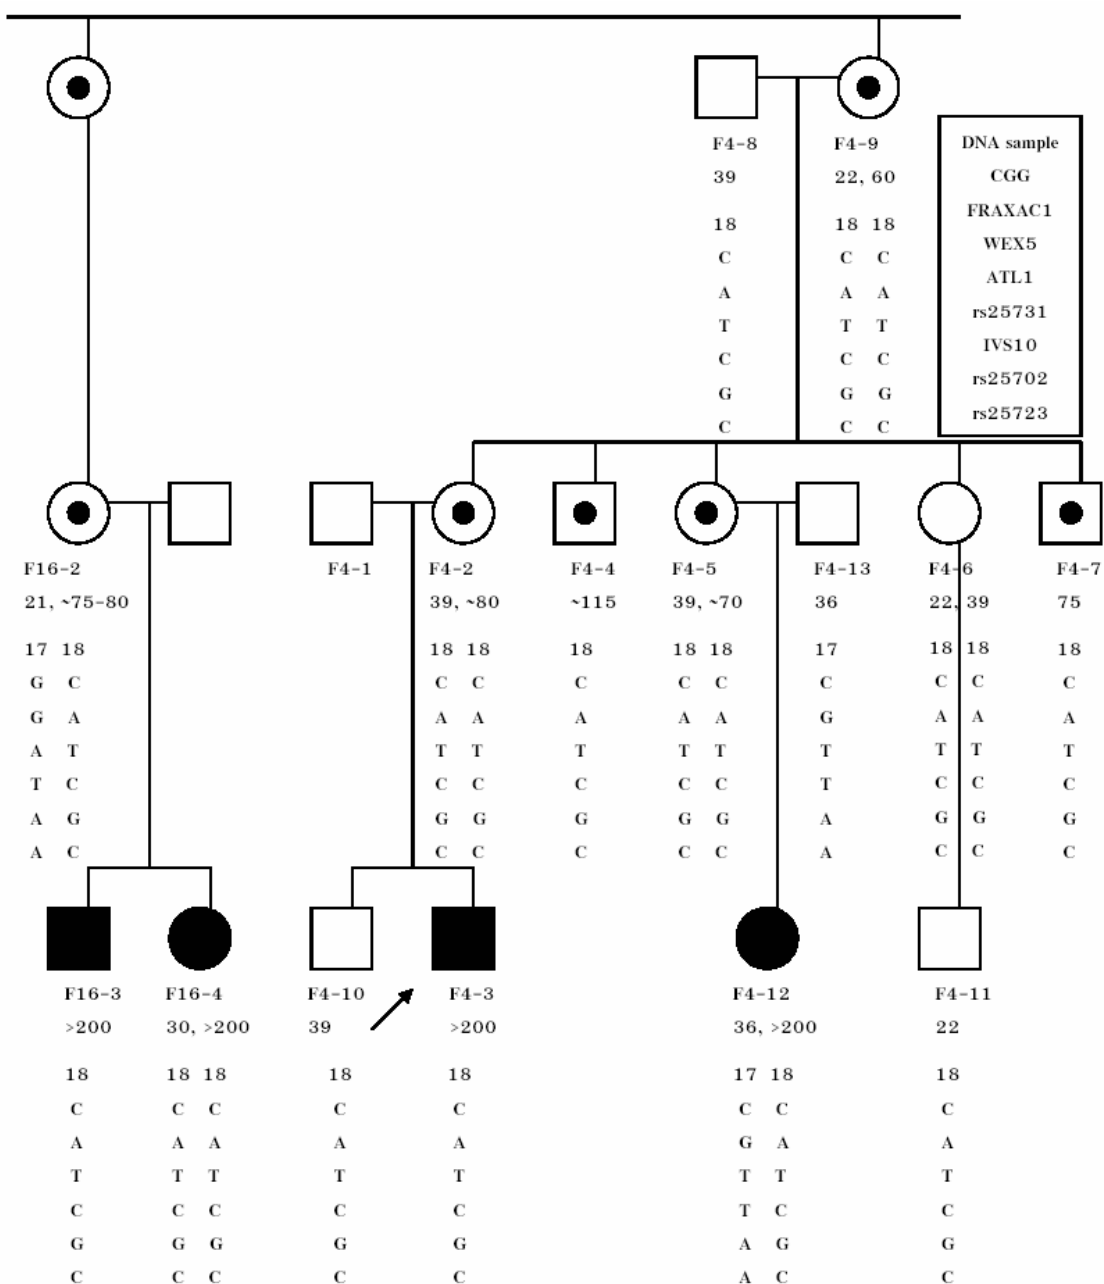 F4-8 F4-9 DNA sample
39 22, 60 CGG
FRAXAC1
18 18 18
WEX5
C C C
ATL1
A A A
rs25731
T T T
IVS10
C C C
rs25702
G G G
rs25723
C C C
F16-2 F4-1 F4-2 F4-4 F4-5 F4-13 F4-6 F4-7
21, ~75-80 39, ~80 ~115 39, ~70 36 22, 39 75
17 18 18 18 18 18 18 17 18 18 18
G C C C C C C C C C C
G A A A A A A G A A A
A T T T T T T T T T T
T C C C C C C T C C C
A G G G G G G A G G G
A C C C C C C A C C C
F16-3 F16-4 F4-10 F4-3 F4-12 F4-11
>200 30, >200 39 >200 36, >200 22
18 18 18 18 18 17 18 18
C C C C C C C C
A A A A A G A A
T T T T T T T T
C C C C C T C C
G G G G G A G G
C C C C C A C C